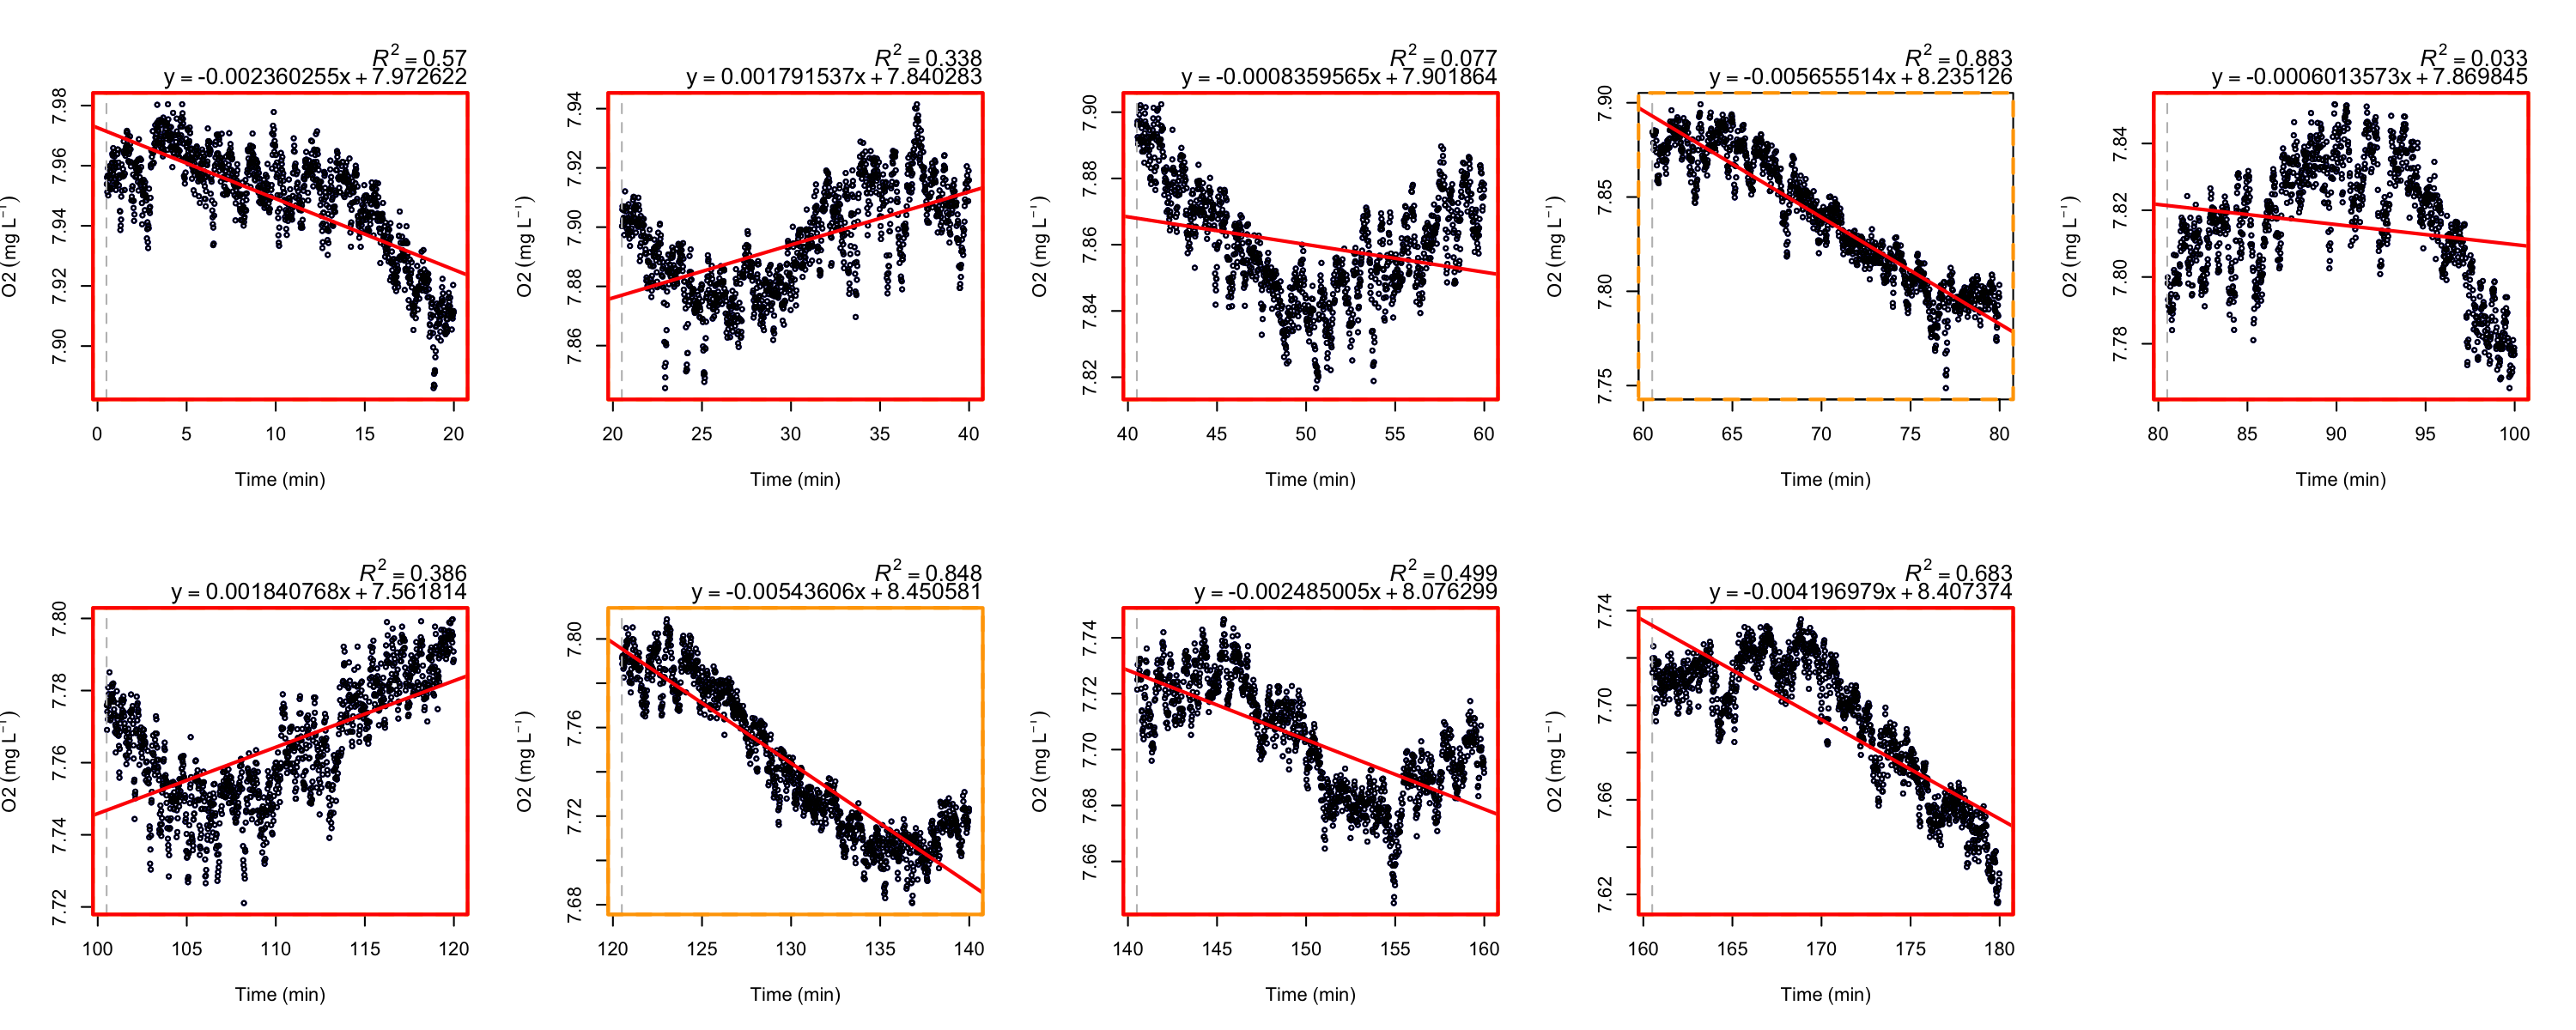 R² = 0.57
y = -0.002360255x + 7.972622
O2 (mg L⁻¹)
7.90 7.92 7.94 7.96 7.98
0 5 10 15 20
Time (min)
R² = 0.338
y = 0.001791537x + 7.840283
O2 (mg L⁻¹)
7.86 7.88 7.90 7.92 7.94
20 25 30 35 40
Time (min)
R² = 0.077
y = -0.0008359565x + 7.901864
O2 (mg L⁻¹)
7.82 7.84 7.86 7.88 7.90
40 45 50 55 60
Time (min)
R² = 0.883
y = -0.005655514x + 8.235126
O2 (mg L⁻¹)
7.75 7.80 7.85 7.90
60 65 70 75 80
Time (min)
R² = 0.033
y = -0.0006013573x + 7.869845
O2 (mg L⁻¹)
7.78 7.80 7.82 7.84
80 85 90 95 100
Time (min)
R² = 0.386
y = 0.001840768x + 7.561814
O2 (mg L⁻¹)
7.72 7.74 7.76 7.78 7.80
100 105 110 115 120
Time (min)
R² = 0.848
y = -0.00543606x + 8.450581
O2 (mg L⁻¹)
7.68 7.72 7.76 7.80
120 125 130 135 140
Time (min)
R² = 0.499
y = -0.002485005x + 8.076299
O2 (mg L⁻¹)
7.66 7.68 7.70 7.72 7.74
140 145 150 155 160
Time (min)
R² = 0.683
y = -0.004196979x + 8.407374
O2 (mg L⁻¹)
7.62 7.66 7.70 7.74
160 165 170 175 180
Time (min)